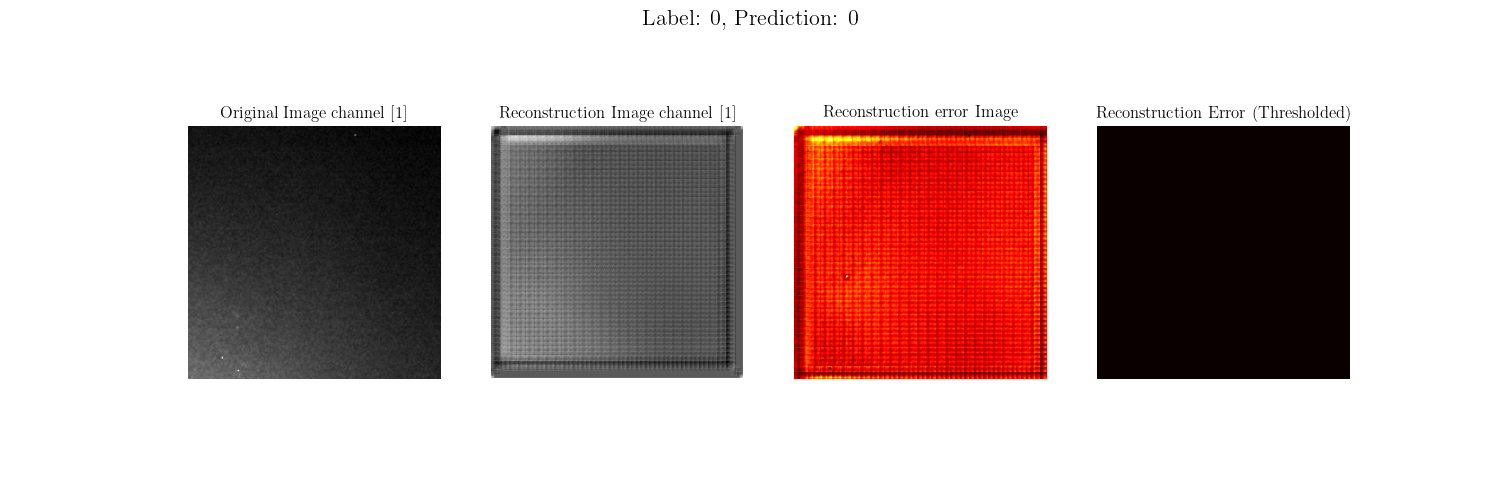 Label: 0, Prediction: 0
Original Image channel [1]
Reconstruction Image channel [1]
Reconstruction error Image
Reconstruction Error (Thresholded)